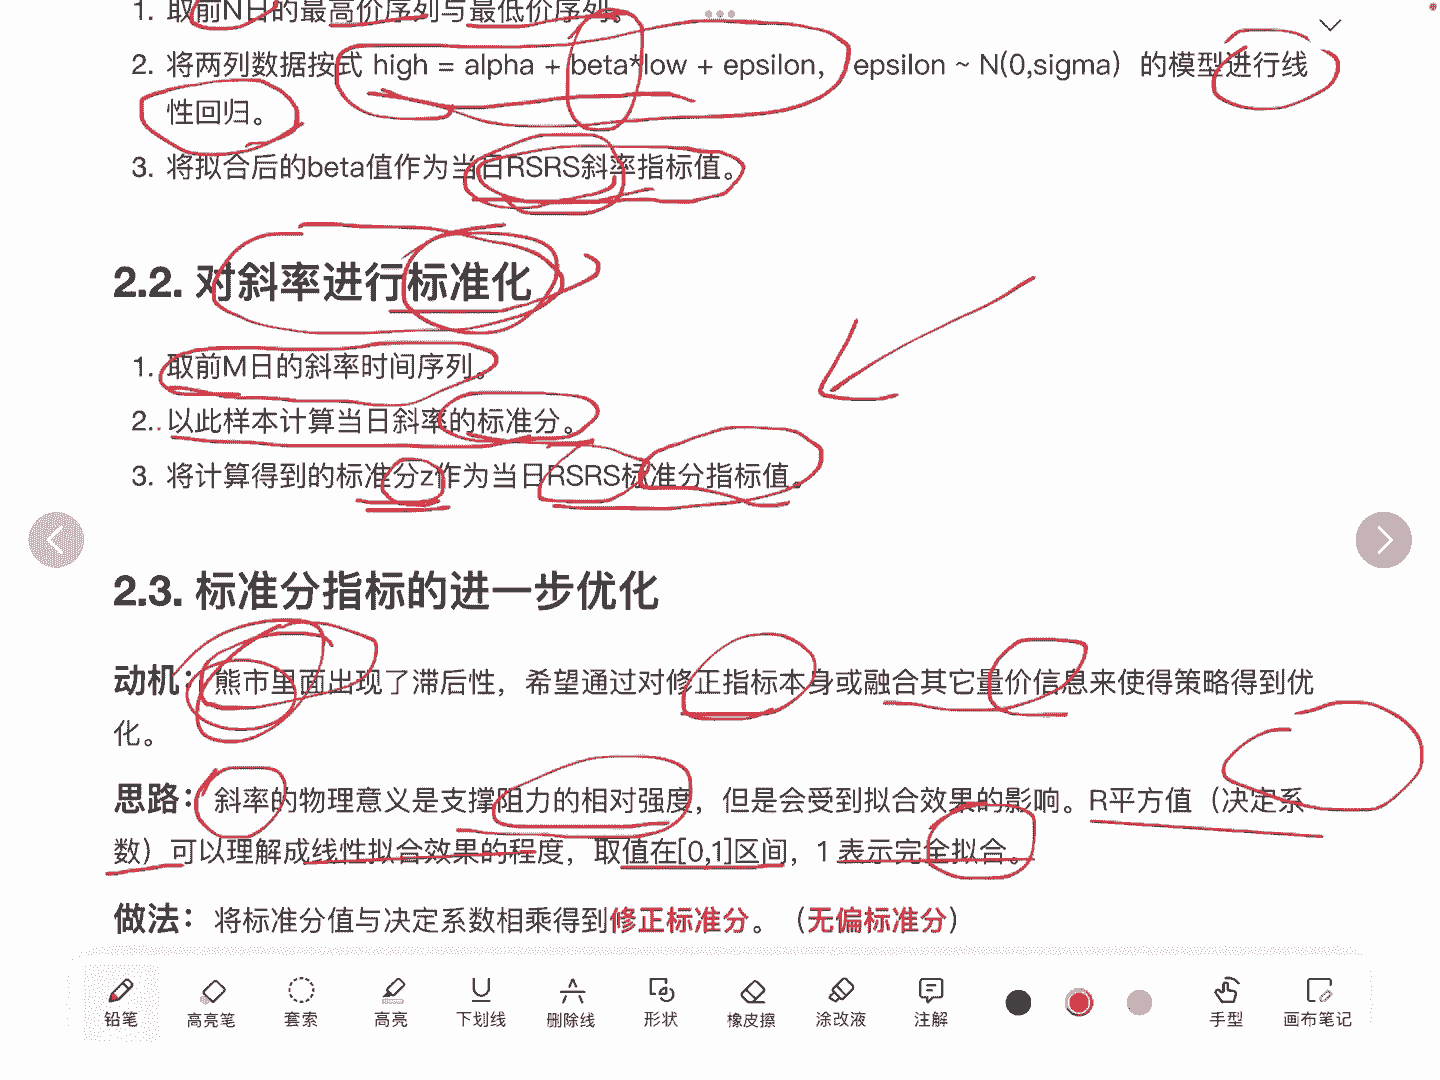 1. 取前N日的最高价序列与最低价序列。
2. 将两列数据按式 high = alpha + beta*low + epsilon, epsilon ~ N(0,sigma) 的模型进行线
性回归。
3. 将拟合后的beta值作为当日RSRS斜率指标值。
2.2. 对斜率进行标准化
1. 取前M日的斜率时间序列。
2. 以此样本计算当日斜率的标准分。
3. 将计算得到的标准分z作为当日RSRS标准分指标值。
2.3. 标准分指标的进一步优化
动机：熊市里面出现了滞后性，希望通过对修正指标本身或融合其它量价信息来使得策略得到优
化。
思路：斜率的物理意义是支撑阻力的相对强度，但是会受到拟合效果的影响。R平方值（决定系
数）可以理解成线性拟合效果的程度，取值在[0,1]区间，1 表示完全拟合。
做法：将标准分值与决定系数相乘得到修正标准分。（无偏标准分）
铅笔 高亮笔 套索 高亮 下划线 删除线 形状 橡皮擦 涂改液 注解 手型 画布笔记